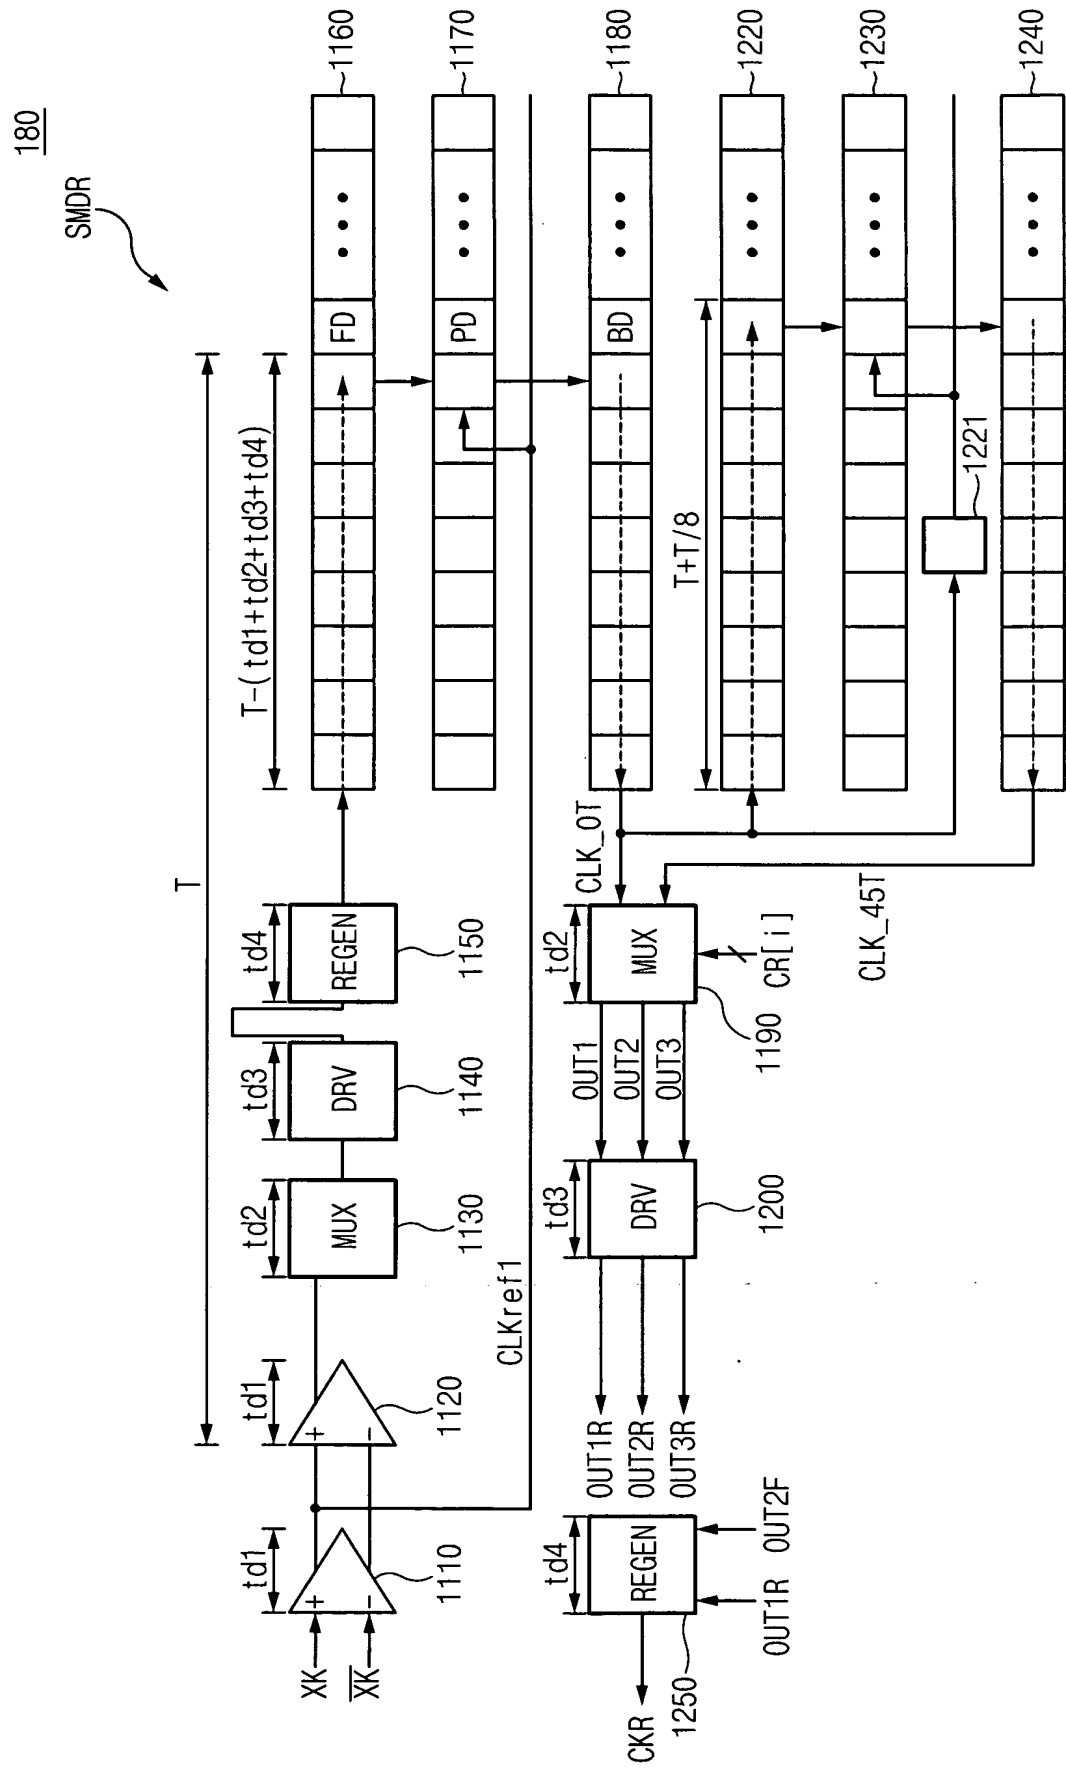 180
SMDR
T
T-(td1+td2+td3+td4)
td1
td1
td2
td3
td4
XK
XK
+
-
+
-
MUX
DRV
REGEN
1110
1120
1130
1140
1150
FD
•••
1160
PD
•••
1170
CLKref1
BD
•••
1180
CLK_0T
T+T/8
•••
1220
•••
1230
1221
•••
1240
CLK_45T
td4
td3
td2
REGEN
DRV
MUX
CKR
1250
OUT1R
OUT2F
OUT1R
OUT2R
OUT3R
1200
OUT1
OUT2
OUT3
1190
CR[i]